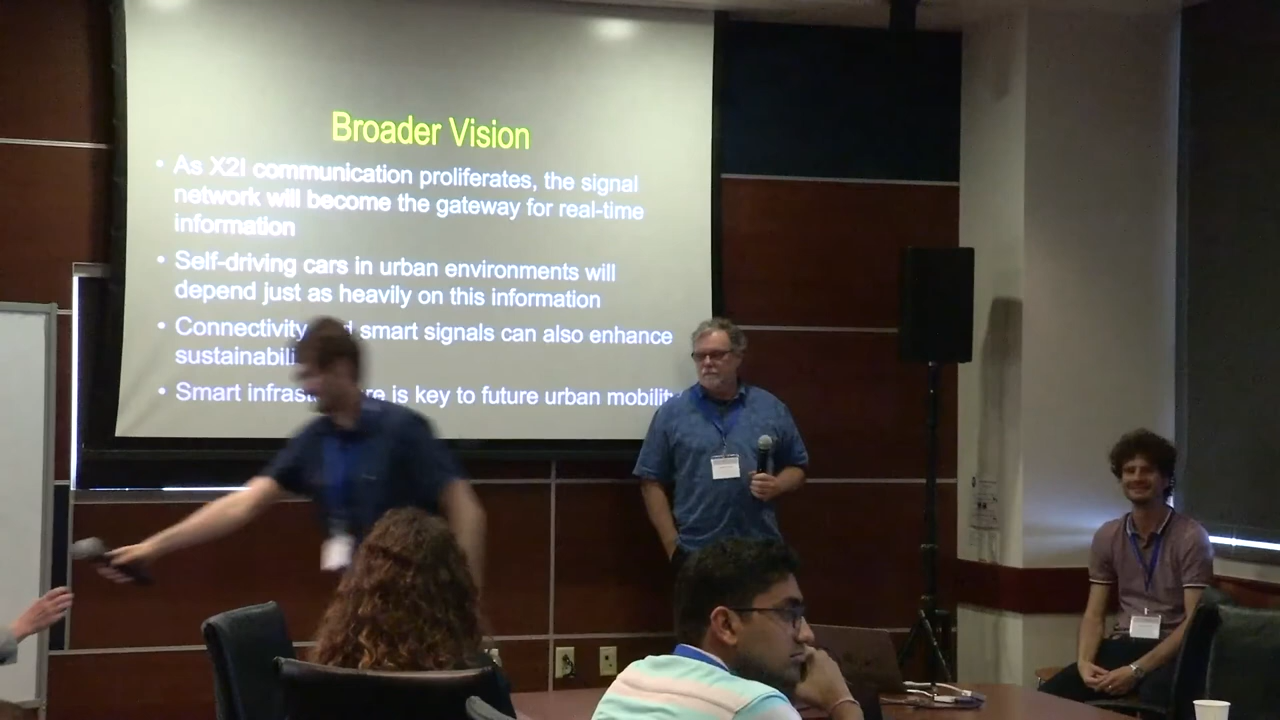 Broader Vision
• As X2I communication proliferates, the signal
network will become the gateway for real-time
information
• Self-driving cars in urban environments will
depend just as heavily on this information
• Connectivity smart signals can also enhance
• Smart is key to future urban mobility